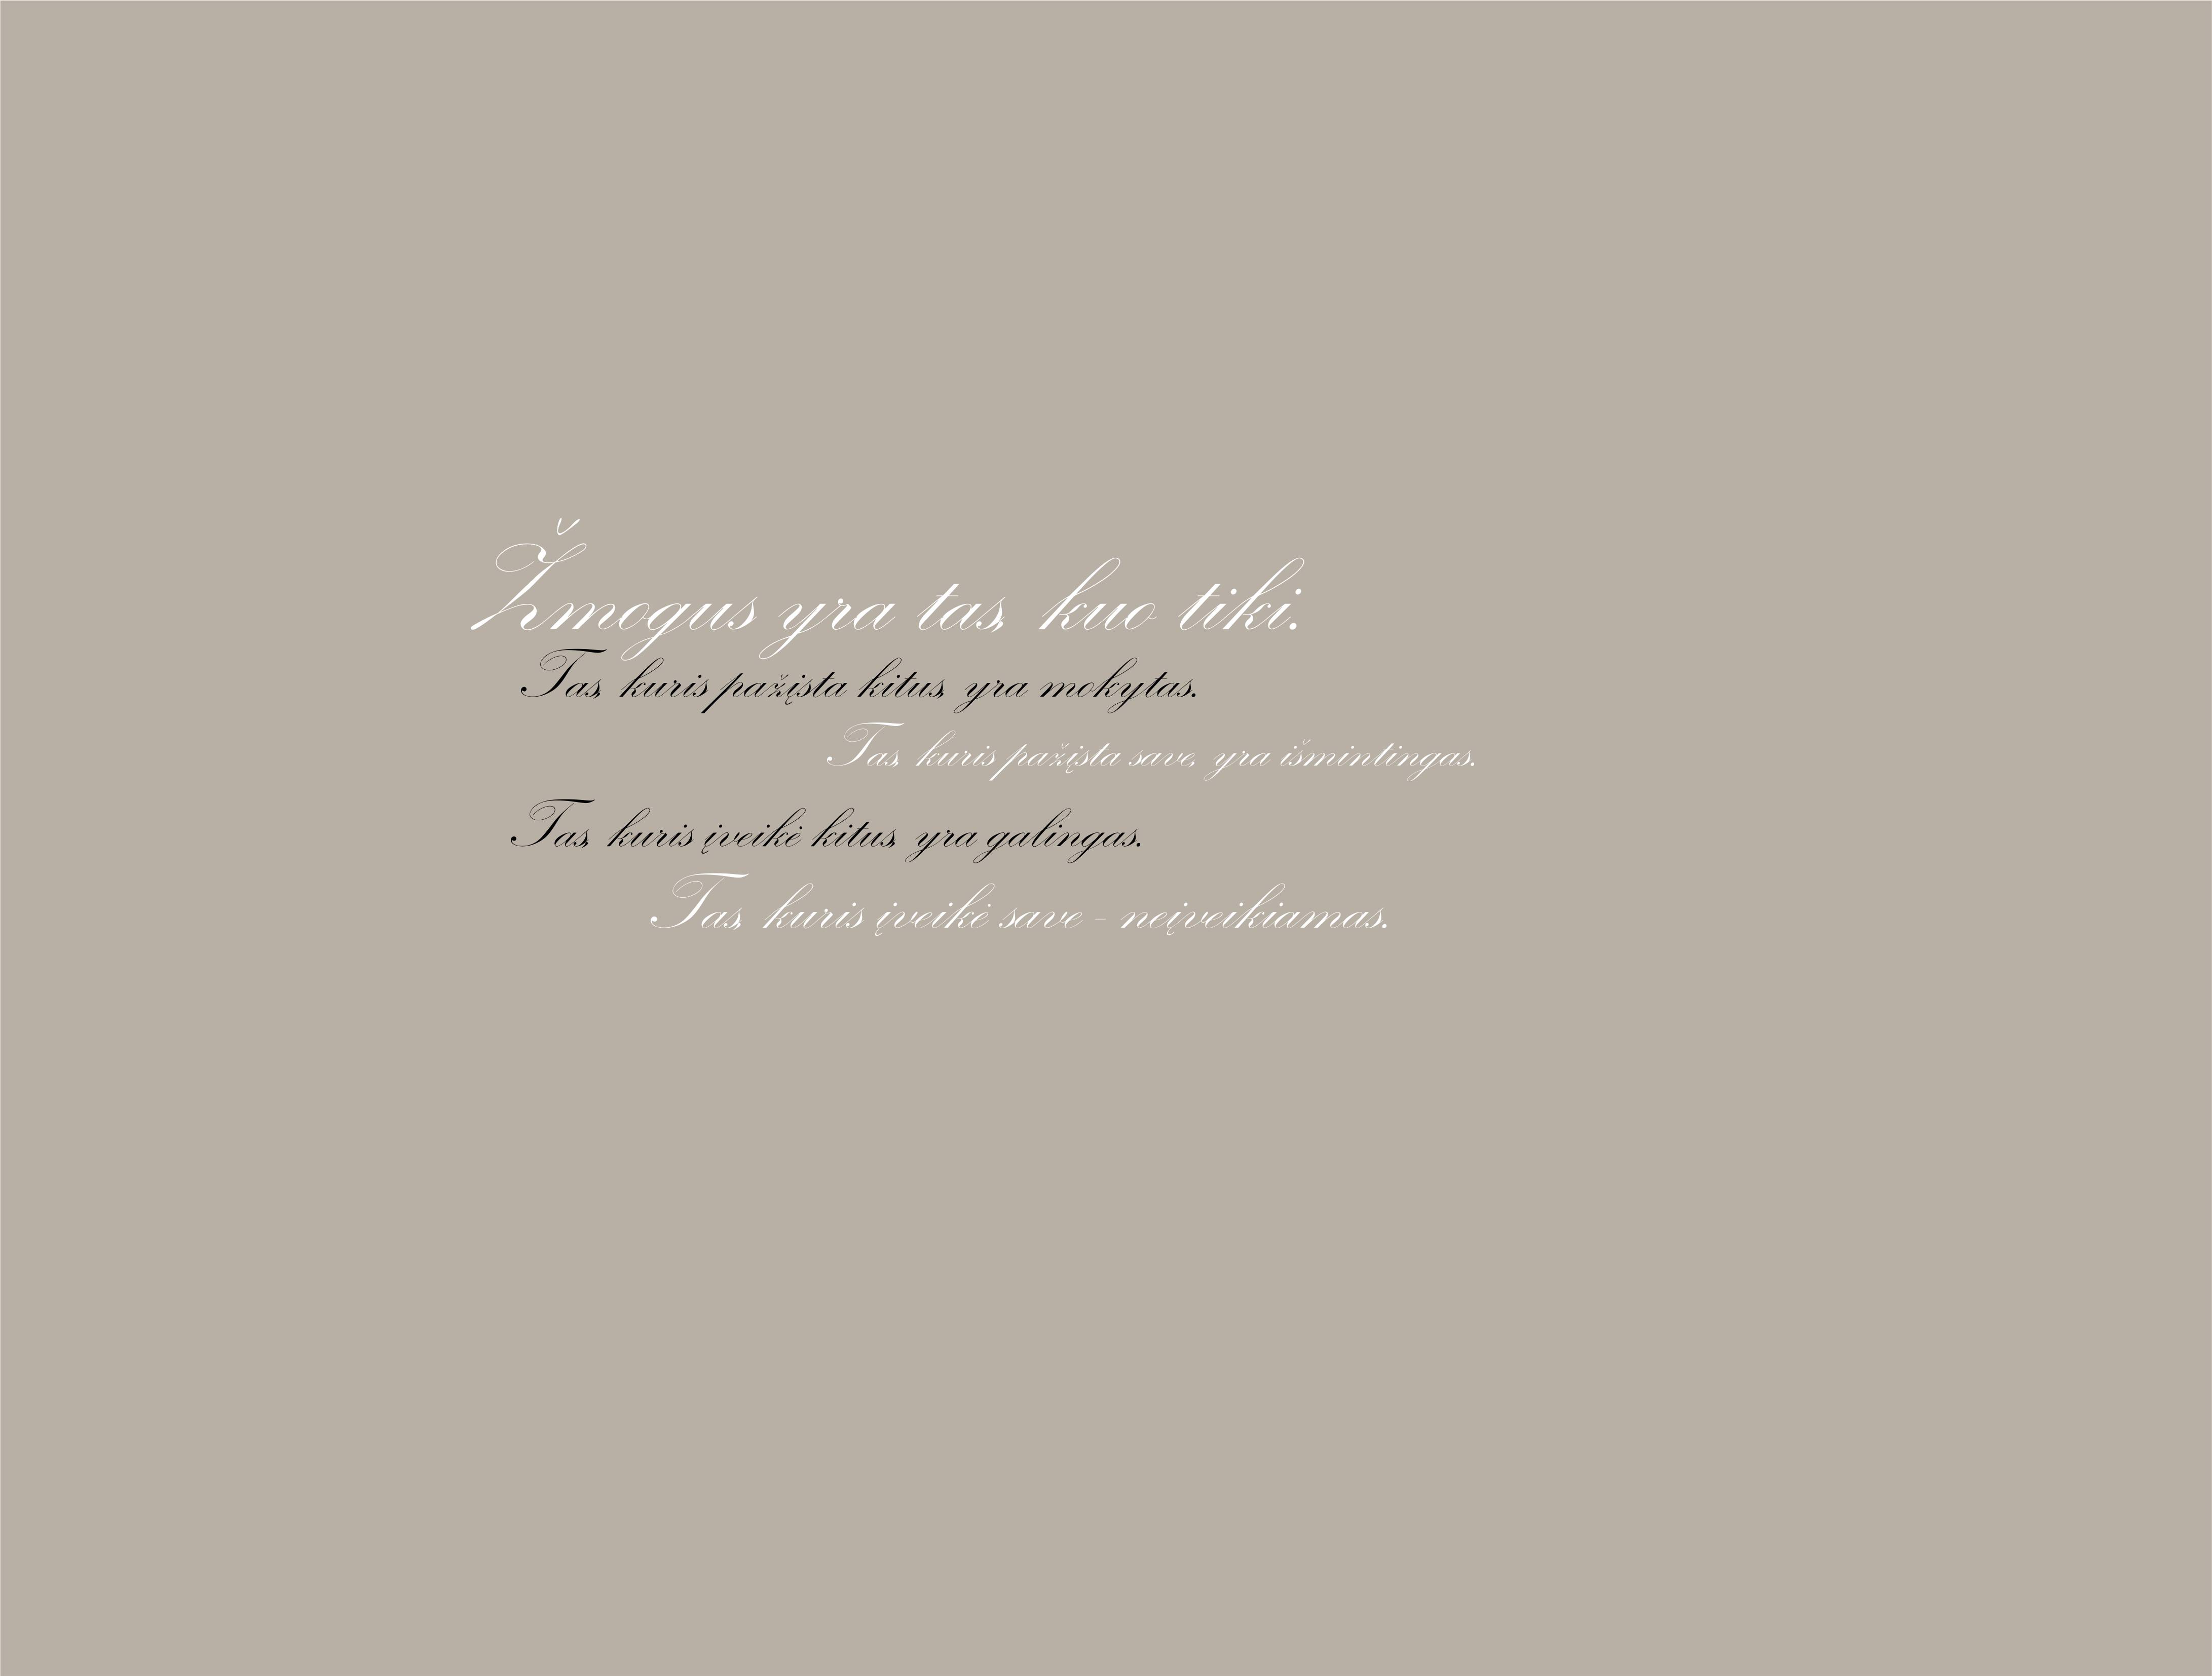 Žmogus yra tas, kuo tiki.
Tas, kuris pažįsta kitus, yra mokytas.
Tas, kuris pažįsta save, yra išmintingas.
Tas, kuris įveikė kitus, yra galingas.
Tas, kuris įveikė save - neįveikiamas.